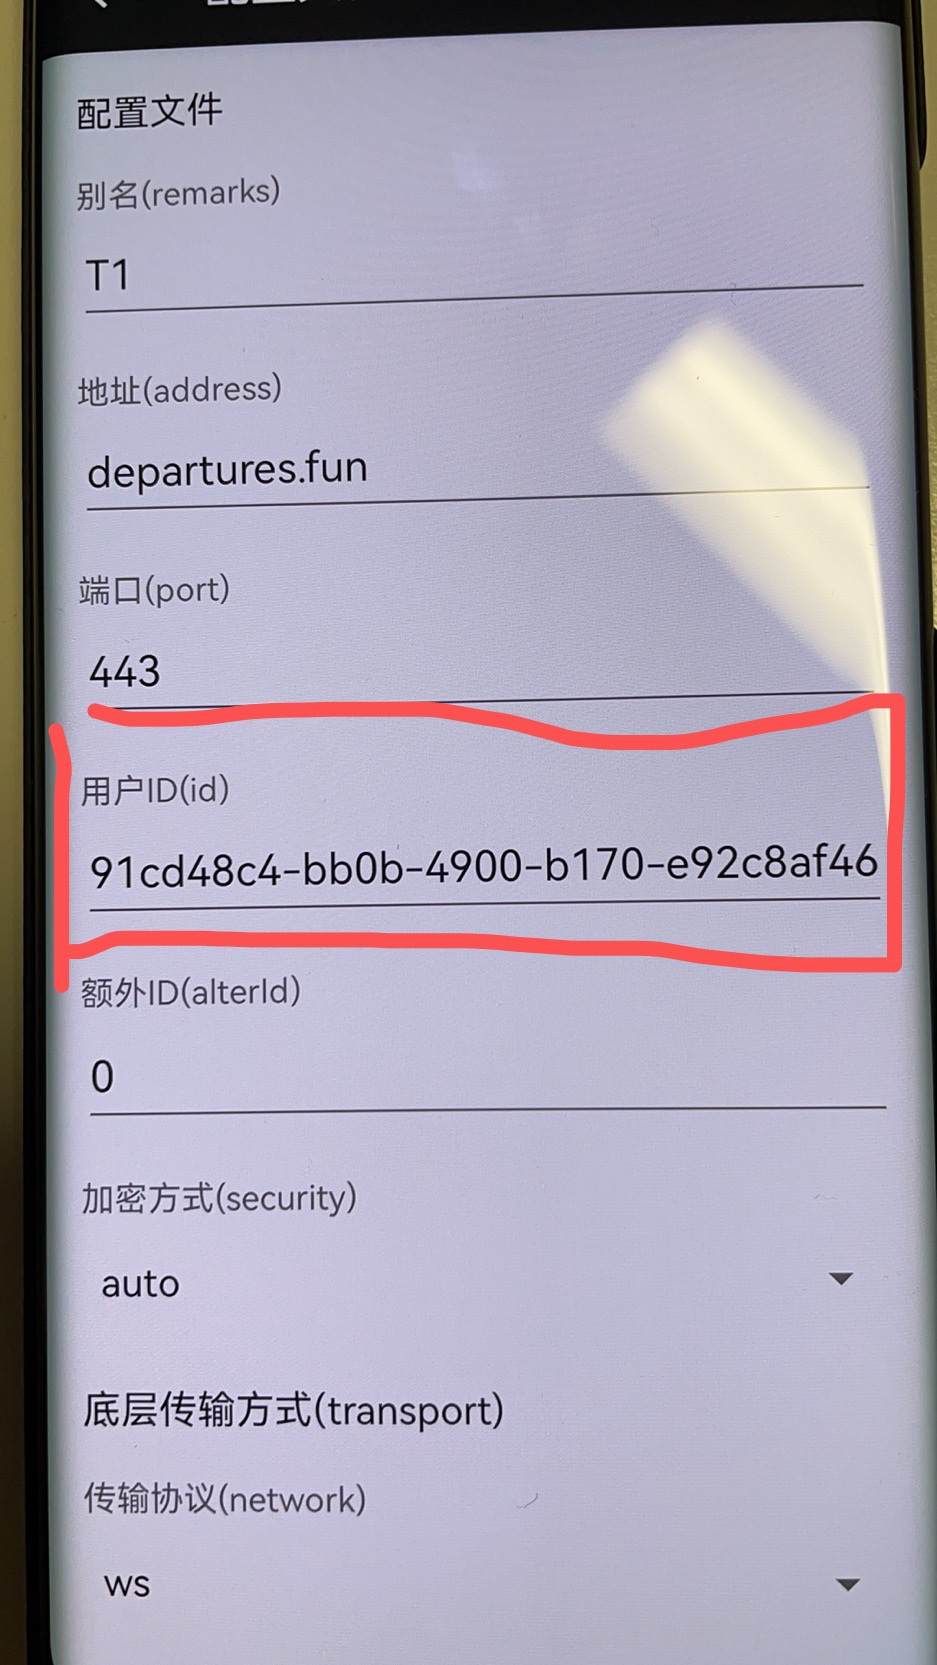 配置文件
别名(remarks)
T1
地址(address)
departures.fun
端口(port)
443
用户ID(id)
91cd48c4-bb0b-4900-b170-e92c8af46
额外ID(alterId)
0
加密方式(security)
auto
底层传输方式(transport)
传输协议(network)
ws